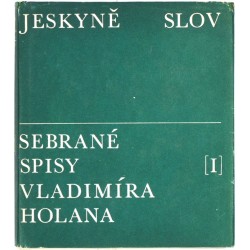 JESKYNĚ SLOV
SEBRANÉ
SPISY [I]
VLADIMÍRA
HOLANA